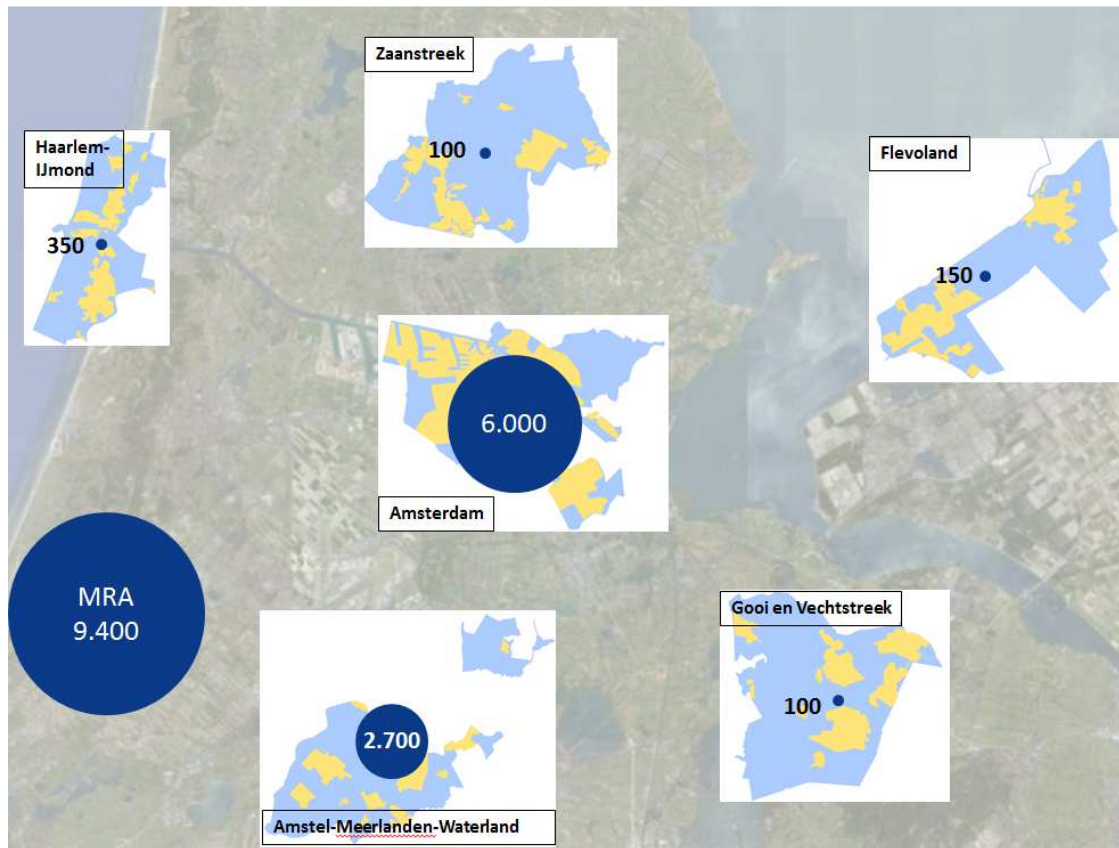 Zaanstreek
Haarlem-
IJmond
100
Flevoland
350
150
6.000
Amsterdam
MRA
9.400
Gooi en Vechtstreek
100
2.700
Amstel-Meerlanden-Waterland